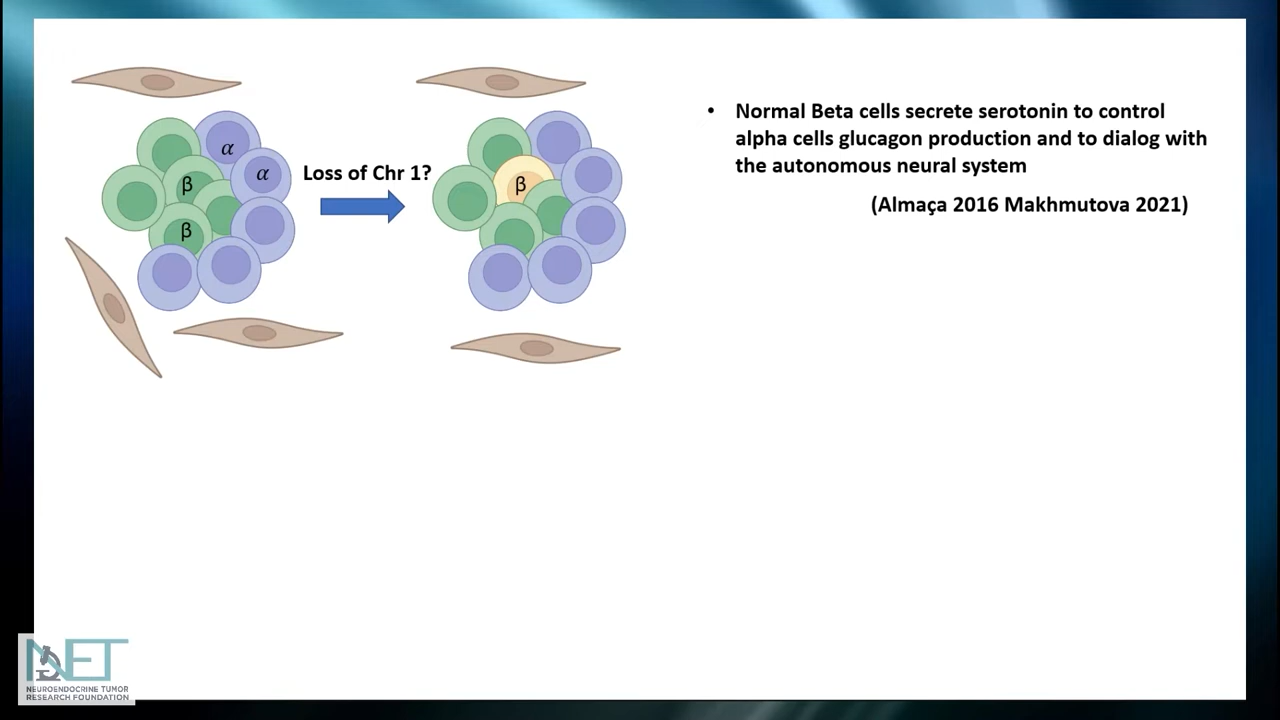 α
α
β
β
Loss of Chr 1?
β
• Normal Beta cells secrete serotonin to control
alpha cells glucagon production and to dialog with
the autonomous neural system
(Almaça 2016 Makhmutova 2021)
NET
NEUROENDOCRINE TUMOR
RESEARCH FOUNDATION